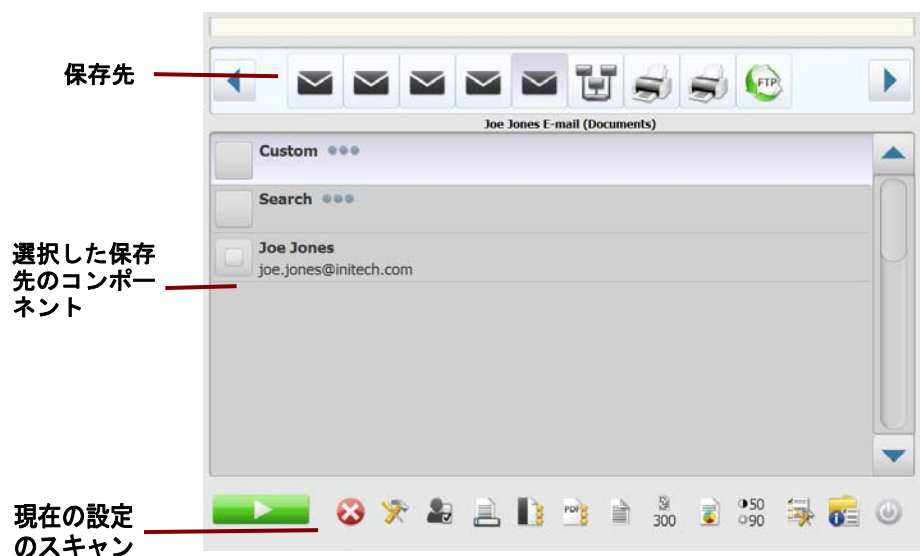 保存先
FTP
Joe Jones E-mail (Documents)
Custom
Search
Joe Jones
joe.jones@initech.com
選択した保存
先のコンポー
ネント
現在の設定
のスキャン
PDF
300
50
90